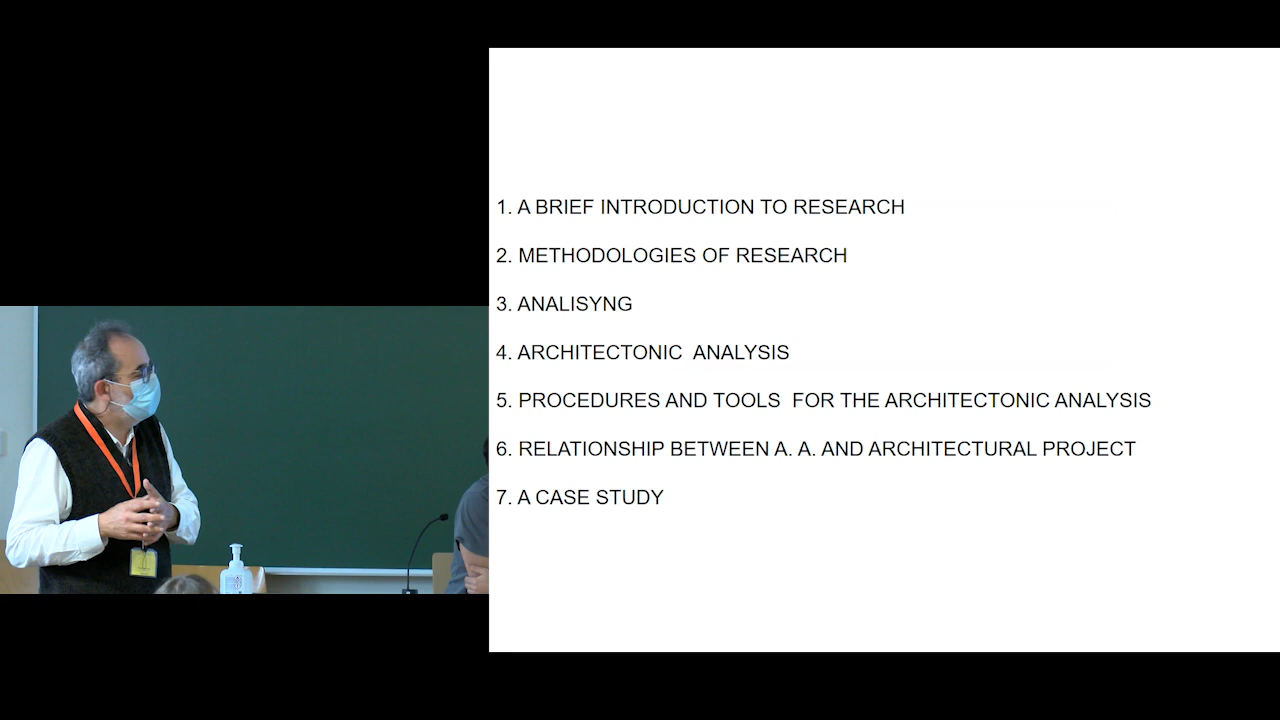 1. A BRIEF INTRODUCTION TO RESEARCH
2. METHODOLOGIES OF RESEARCH
3. ANALISYNG
4. ARCHITECTONIC  ANALYSIS
5. PROCEDURES AND TOOLS  FOR THE ARCHITECTONIC ANALYSIS
6. RELATIONSHIP BETWEEN A. A. AND ARCHITECTURAL PROJECT
7. A CASE STUDY